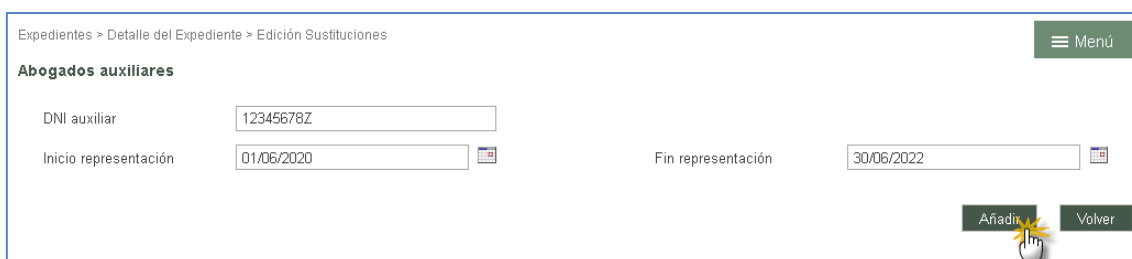 Expedientes > Detalle del Expediente > Edición Sustituciones
Menú
Abogados auxiliares
DNI auxiliar 12345678Z
Inicio representación 01/06/2020 Fin representación 30/06/2022
Añadir Volver